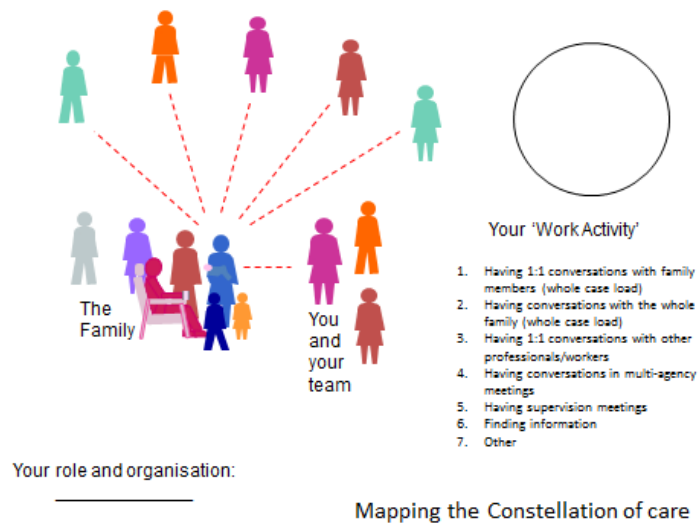 Your 'Work Activity'
1. Having 1:1 conversations with family
members (whole case load)
2. Having conversations with the whole
family (whole case load)
3. Having 1:1 conversations with other
professionals/workers
4. Having conversations in multi-agency
meetings
5. Having supervision meetings
6. Finding information
7. Other
The
Family
You
and
your
team
Your role and organisation:
Mapping the Constellation of care